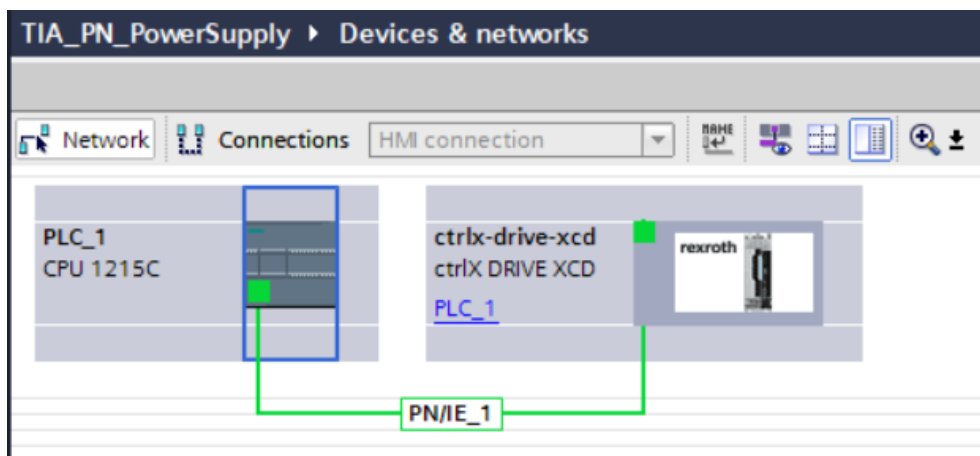 TIA_PN_PowerSupply ▸ Devices & networks
Network Connections HMI connection NAME
PLC_1
CPU 1215C
ctrlx-drive-xcd
ctrlX DRIVE XCD
PLC_1
rexroth
PN/IE_1